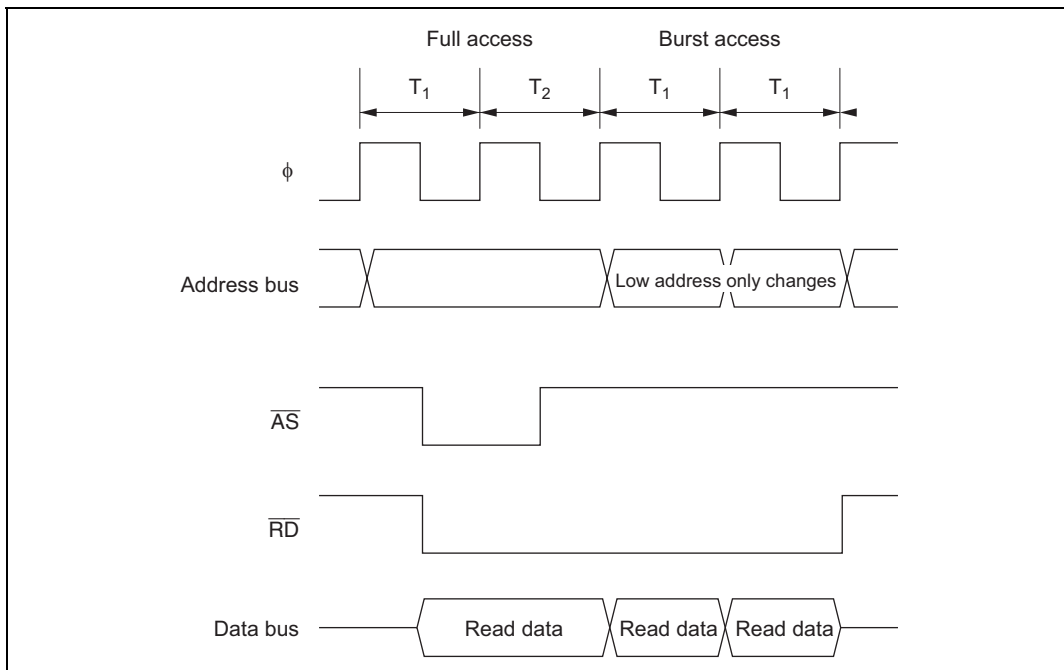 Full access Burst access
T1 T2 T1 T1
ϕ
Address bus Low address only changes
AS
RD
Data bus Read data Read data Read data